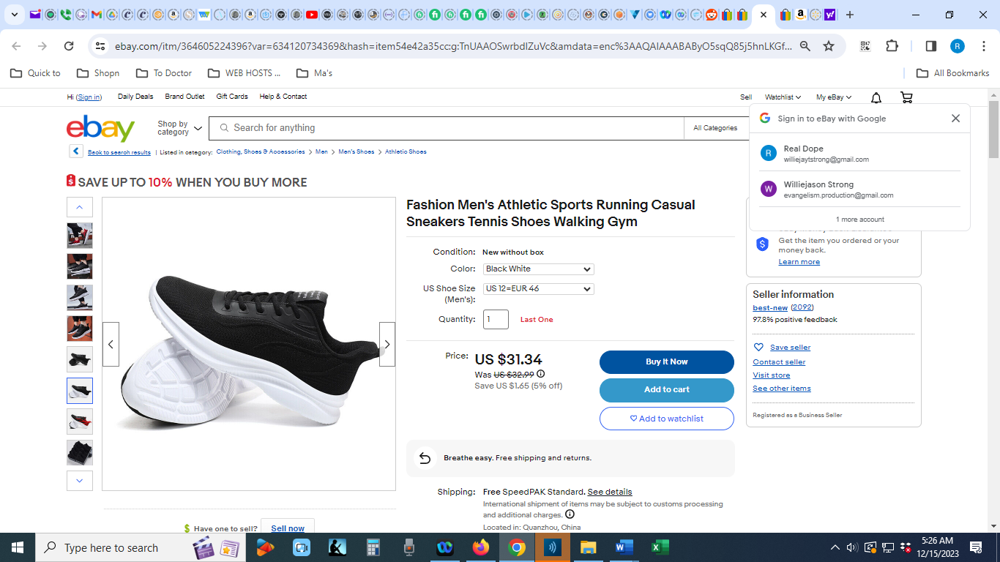 ebay.com/itm/364605224396?var=634120734369&hash=item54e42a35cc:g:TnUAAOSwrbdlZuVc&amdata=enc%3AAQAIAAABAByO5sqQ85j5hnLKGf...
R
Quick to
Shopn
To Doctor
WEB HOSTS ...
Ma's
All Bookmarks
Hi (Sign in)
Daily Deals
Brand Outlet
Gift Cards
Help & Contact
Sell
Watchlist
My eBay
ebay
Shop by
category
Search for anything
All Categories
Sign in to eBay with Google
R
Real Dope
williejaytstrong@gmail.com
W
Williejason Strong
evangelism.production@gmail.com
1 more account
Back to search results | Listed in category: Clothing, Shoes & Accessories > Men > Men's Shoes > Athletic Shoes
SAVE UP TO 10% WHEN YOU BUY MORE
Fashion Men's Athletic Sports Running Casual
Sneakers Tennis Shoes Walking Gym
Condition: New without box
Color: Black White
US Shoe Size
(Men's):
US 12=EUR 46
Quantity: 1 Last One
Price: US $31.34
Was US $32.99
Save US $1.65 (5% off)
Buy It Now
Add to cart
Add to watchlist
Breathe easy. Free shipping and returns.
Shipping: Free SpeedPAK Standard. See details
International shipment of items may be subject to customs processing
and additional charges.
Located in: Quanzhou, China
Get the item you ordered or your
money back.
Learn more
Seller information
best-new (2092)
97.8% positive feedback
Save seller
Contact seller
Visit store
See other items
Registered as a Business Seller
Have one to sell? Sell now
Type here to search
5:26 AM
12/15/2023